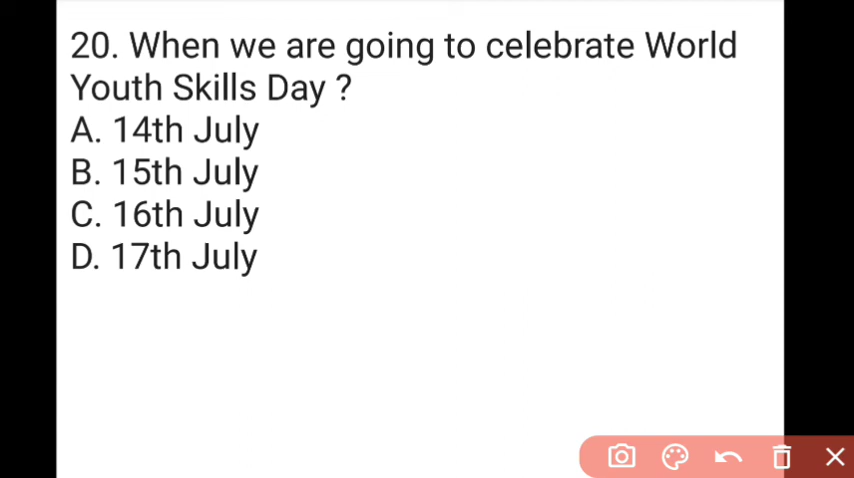 20. When we are going to celebrate World
Youth Skills Day ?
A. 14th July
B. 15th July
C. 16th July
D. 17th July